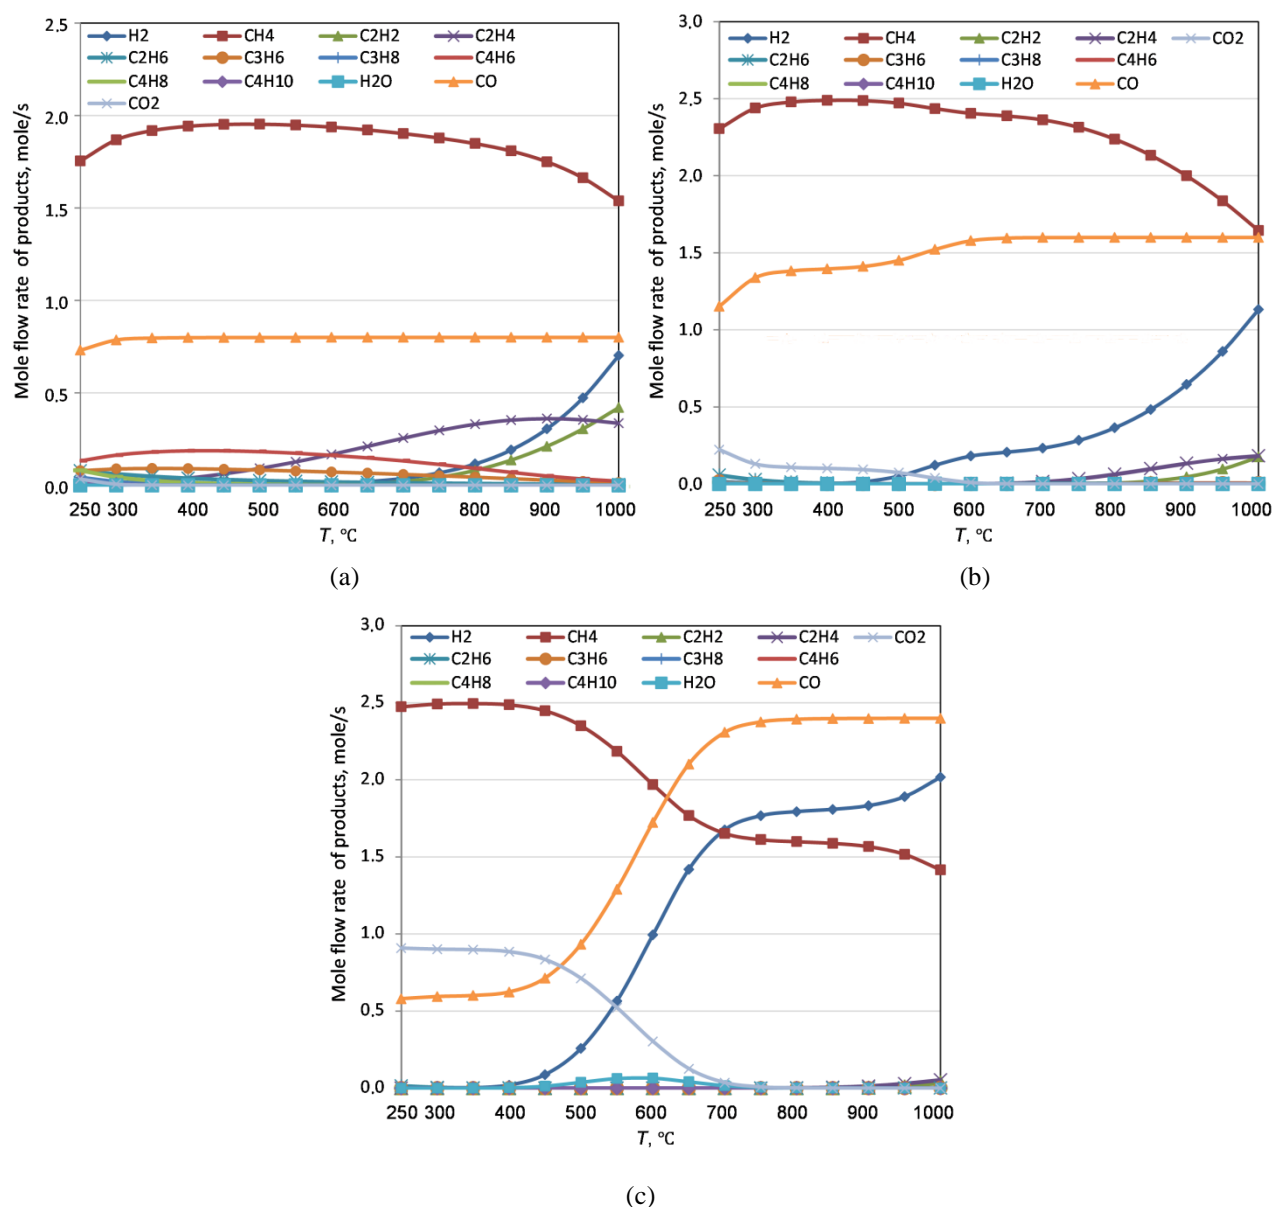 2.5
2.0
1.5
1.0
0.5
0.0
Mole flow rate of products, mole/s
H2 CH4 C2H2 C2H4
C2H6 C3H6 C3H8 C4H6
C4H8 C4H10 H2O CO
CO2
250 300 400 500 600 700 800 900 1000
T, °C
(a)
3.0
2.5
2.0
1.5
1.0
0.5
0.0
Mole flow rate of products, mole/s
H2 CH4 C2H2 C2H4 CO2
C2H6 C3H6 C3H8 C4H6
C4H8 C4H10 H2O CO
250 300 400 500 600 700 800 900 1000
T, °C
(b)
3.0
2.5
2.0
1.5
1.0
0.5
0.0
Mole flow rate of products, mole/s
H2 CH4 C2H2 C2H4 CO2
C2H6 C3H6 C3H8 C4H6
C4H8 C4H10 H2O CO
250 300 400 500 600 700 800 900 1000
T, °C
(c)